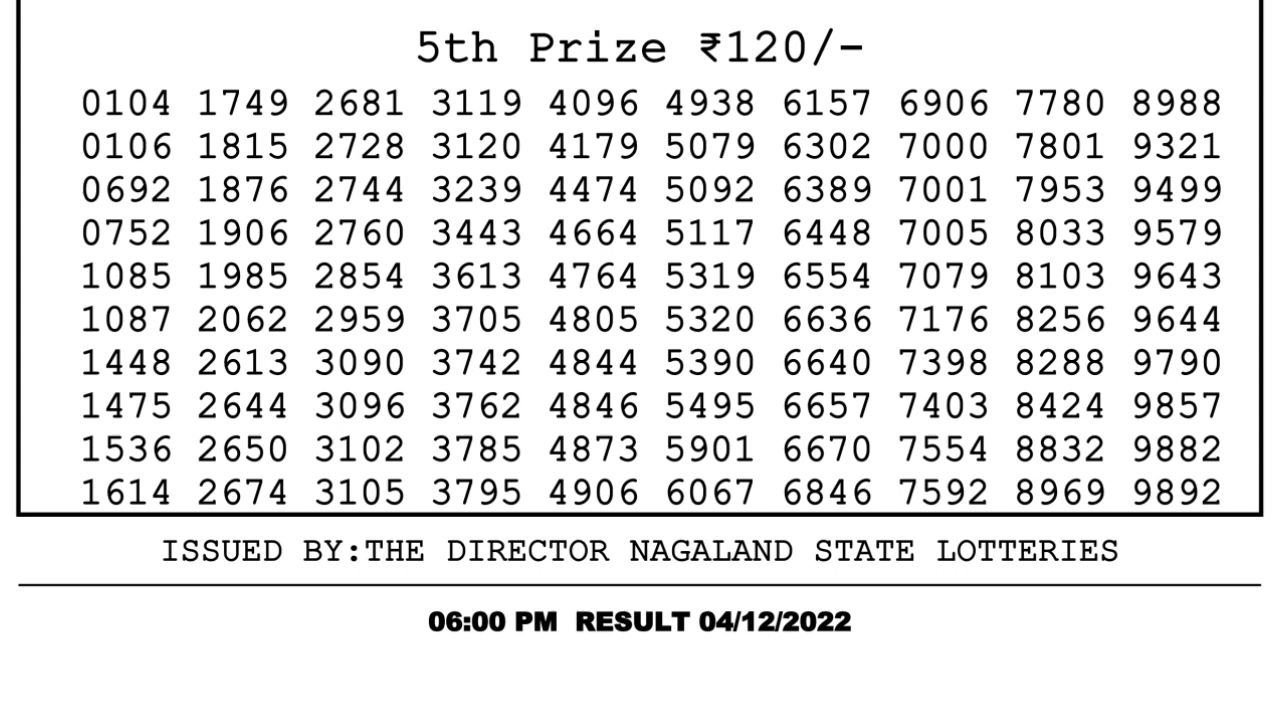 5th Prize ₹120/-
0104 1749 2681 3119 4096 4938 6157 6906 7780 8988
0106 1815 2728 3120 4179 5079 6302 7000 7801 9321
0692 1876 2744 3239 4474 5092 6389 7001 7953 9499
0752 1906 2760 3443 4664 5117 6448 7005 8033 9579
1085 1985 2854 3613 4764 5319 6554 7079 8103 9643
1087 2062 2959 3705 4805 5320 6636 7176 8256 9644
1448 2613 3090 3742 4844 5390 6640 7398 8288 9790
1475 2644 3096 3762 4846 5495 6657 7403 8424 9857
1536 2650 3102 3785 4873 5901 6670 7554 8832 9882
1614 2674 3105 3795 4906 6067 6846 7592 8969 9892
ISSUED BY:THE DIRECTOR NAGALAND STATE LOTTERIES
06:00 PM RESULT 04/12/2022